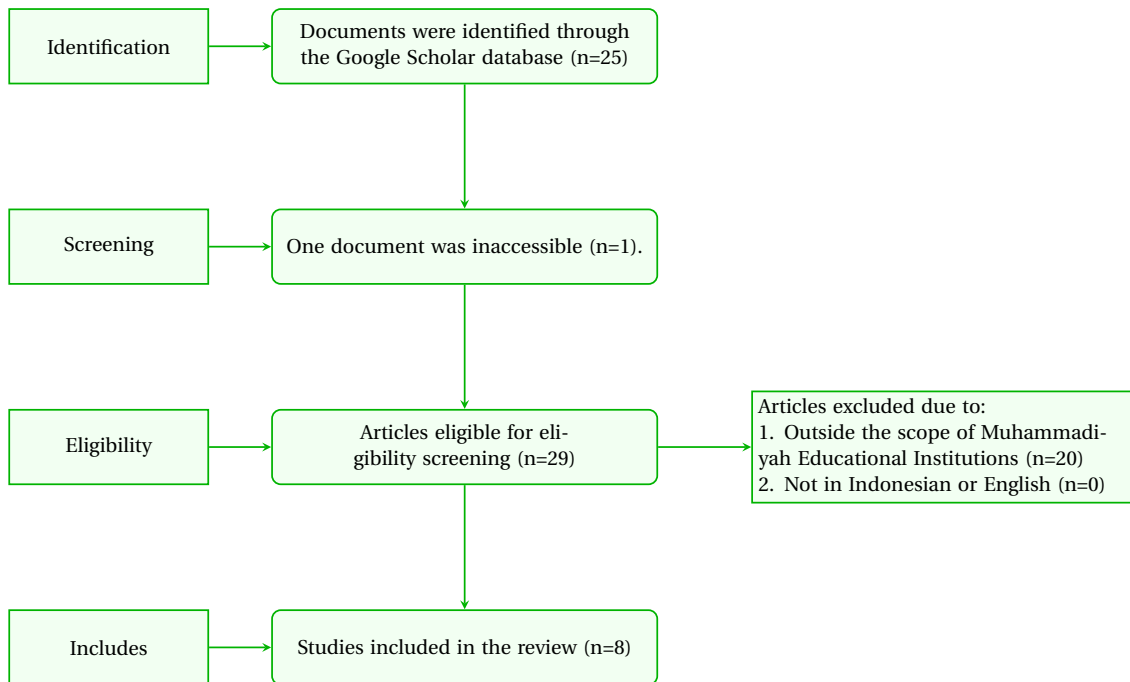 Identification
Documents were identified through
the Google Scholar database (n=25)
Screening
One document was inaccessible (n=1).
Eligibility
Articles eligible for eli-
gibility screening (n=29)
Articles excluded due to:
1. Outside the scope of Muhammadi-
yah Educational Institutions (n=20)
2. Not in Indonesian or English (n=0)
Includes
Studies included in the review (n=8)